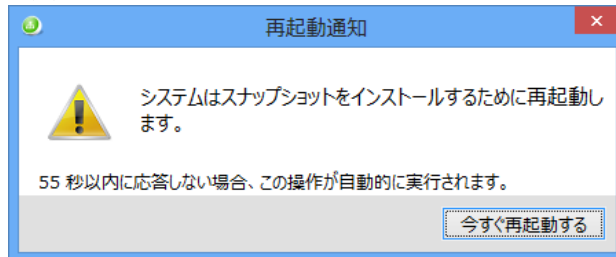 再起動通知
システムはスナップショットをインストールするために再起動し
ます。
55 秒以内に応答しない場合、この操作が自動的に実行されます。
今すぐ再起動する